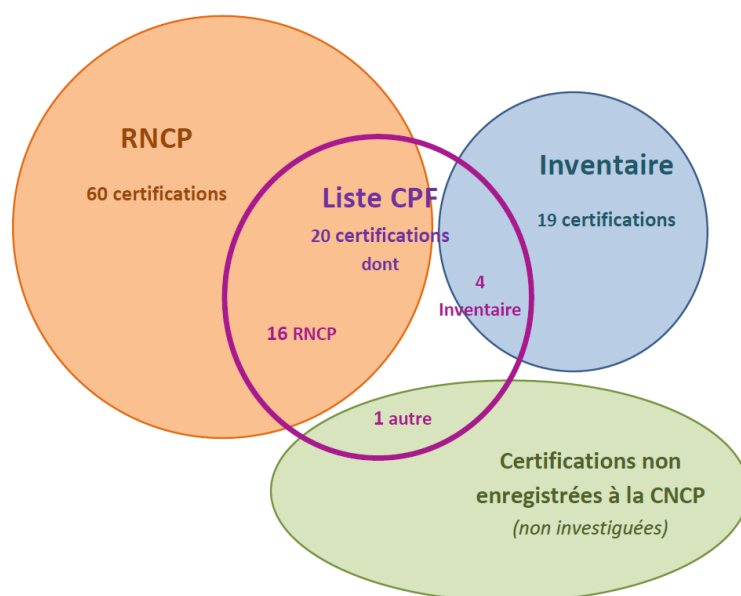 RNCP
60 certifications
Liste CPF
20 certifications
dont
16 RNCP
4
Inventaire
1 autre
Inventaire
19 certifications
Certifications non
enregistrées à la CNCP
(non investiguées)